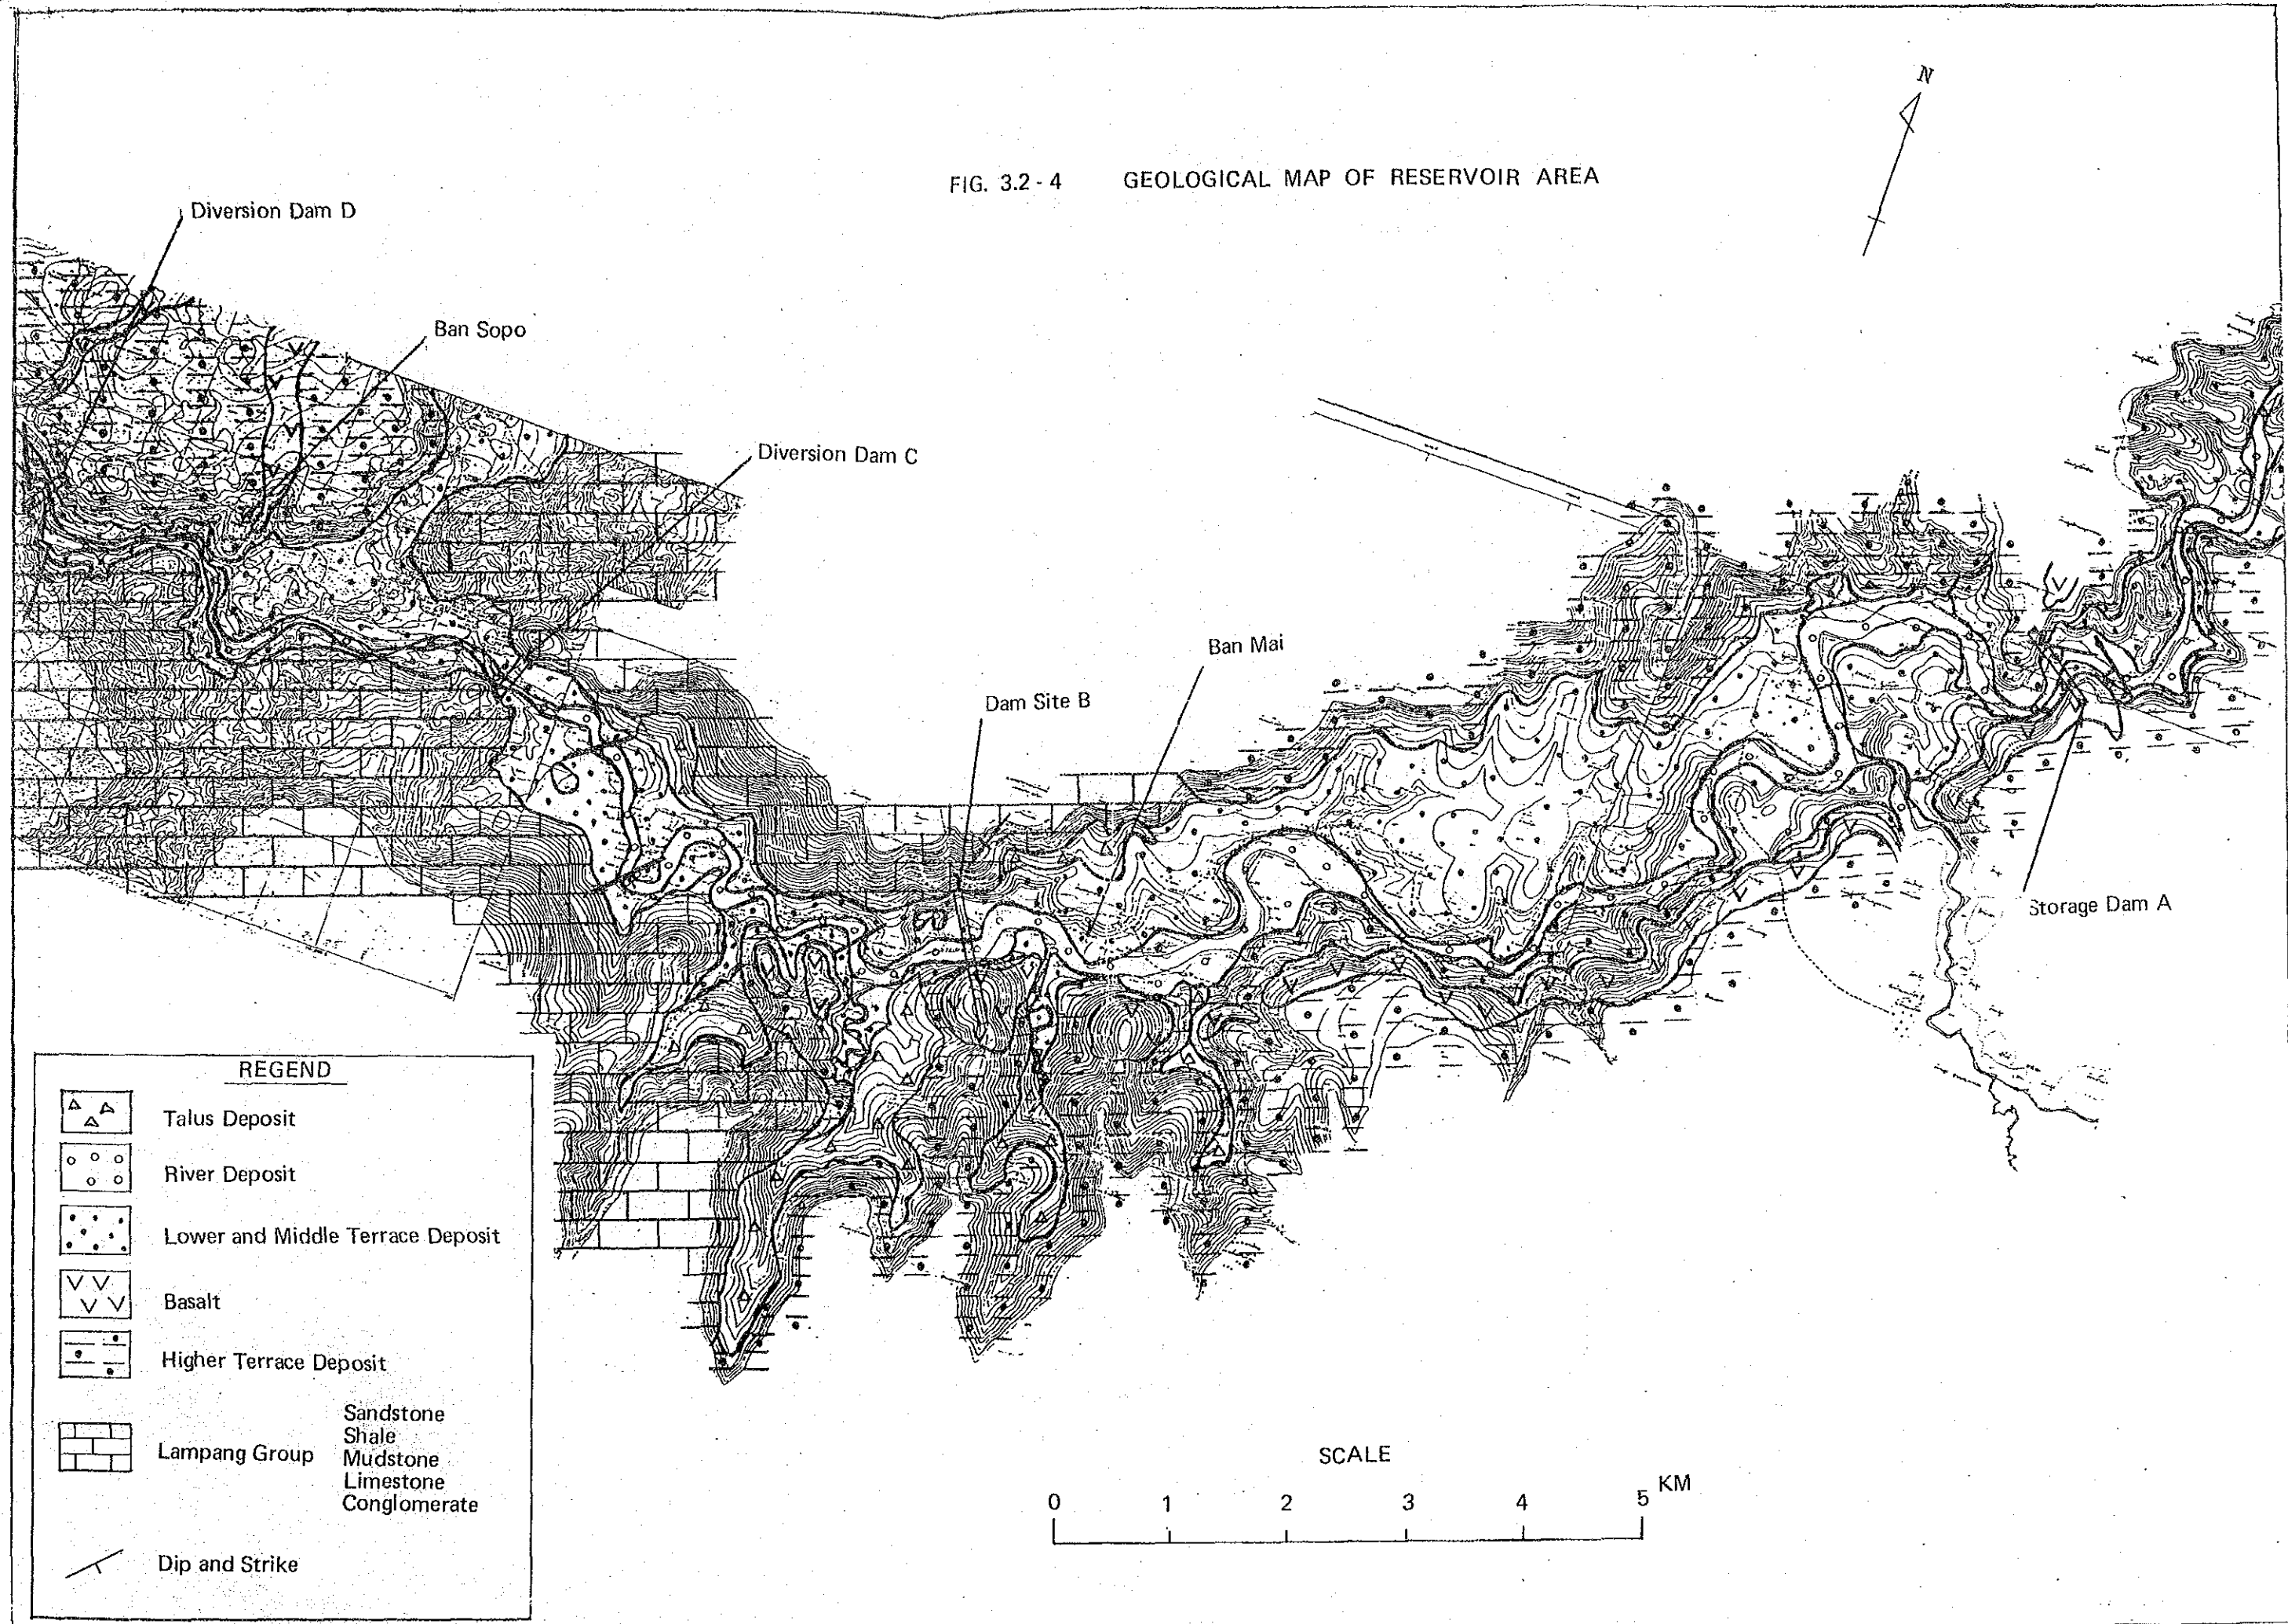 N
FIG. 3.2 - 4 GEOLOGICAL MAP OF RESERVOIR AREA
Diversion Dam D
Ban Sopo
Diversion Dam C
Ban Mai
Dam Site B
Storage Dam A
REGEND
Talus Deposit
River Deposit
Lower and Middle Terrace Deposit
Basalt
Higher Terrace Deposit
Lampang Group
Sandstone
Shale
Mudstone
Limestone
Conglomerate
Dip and Strike
SCALE
0 1 2 3 4 5 KM